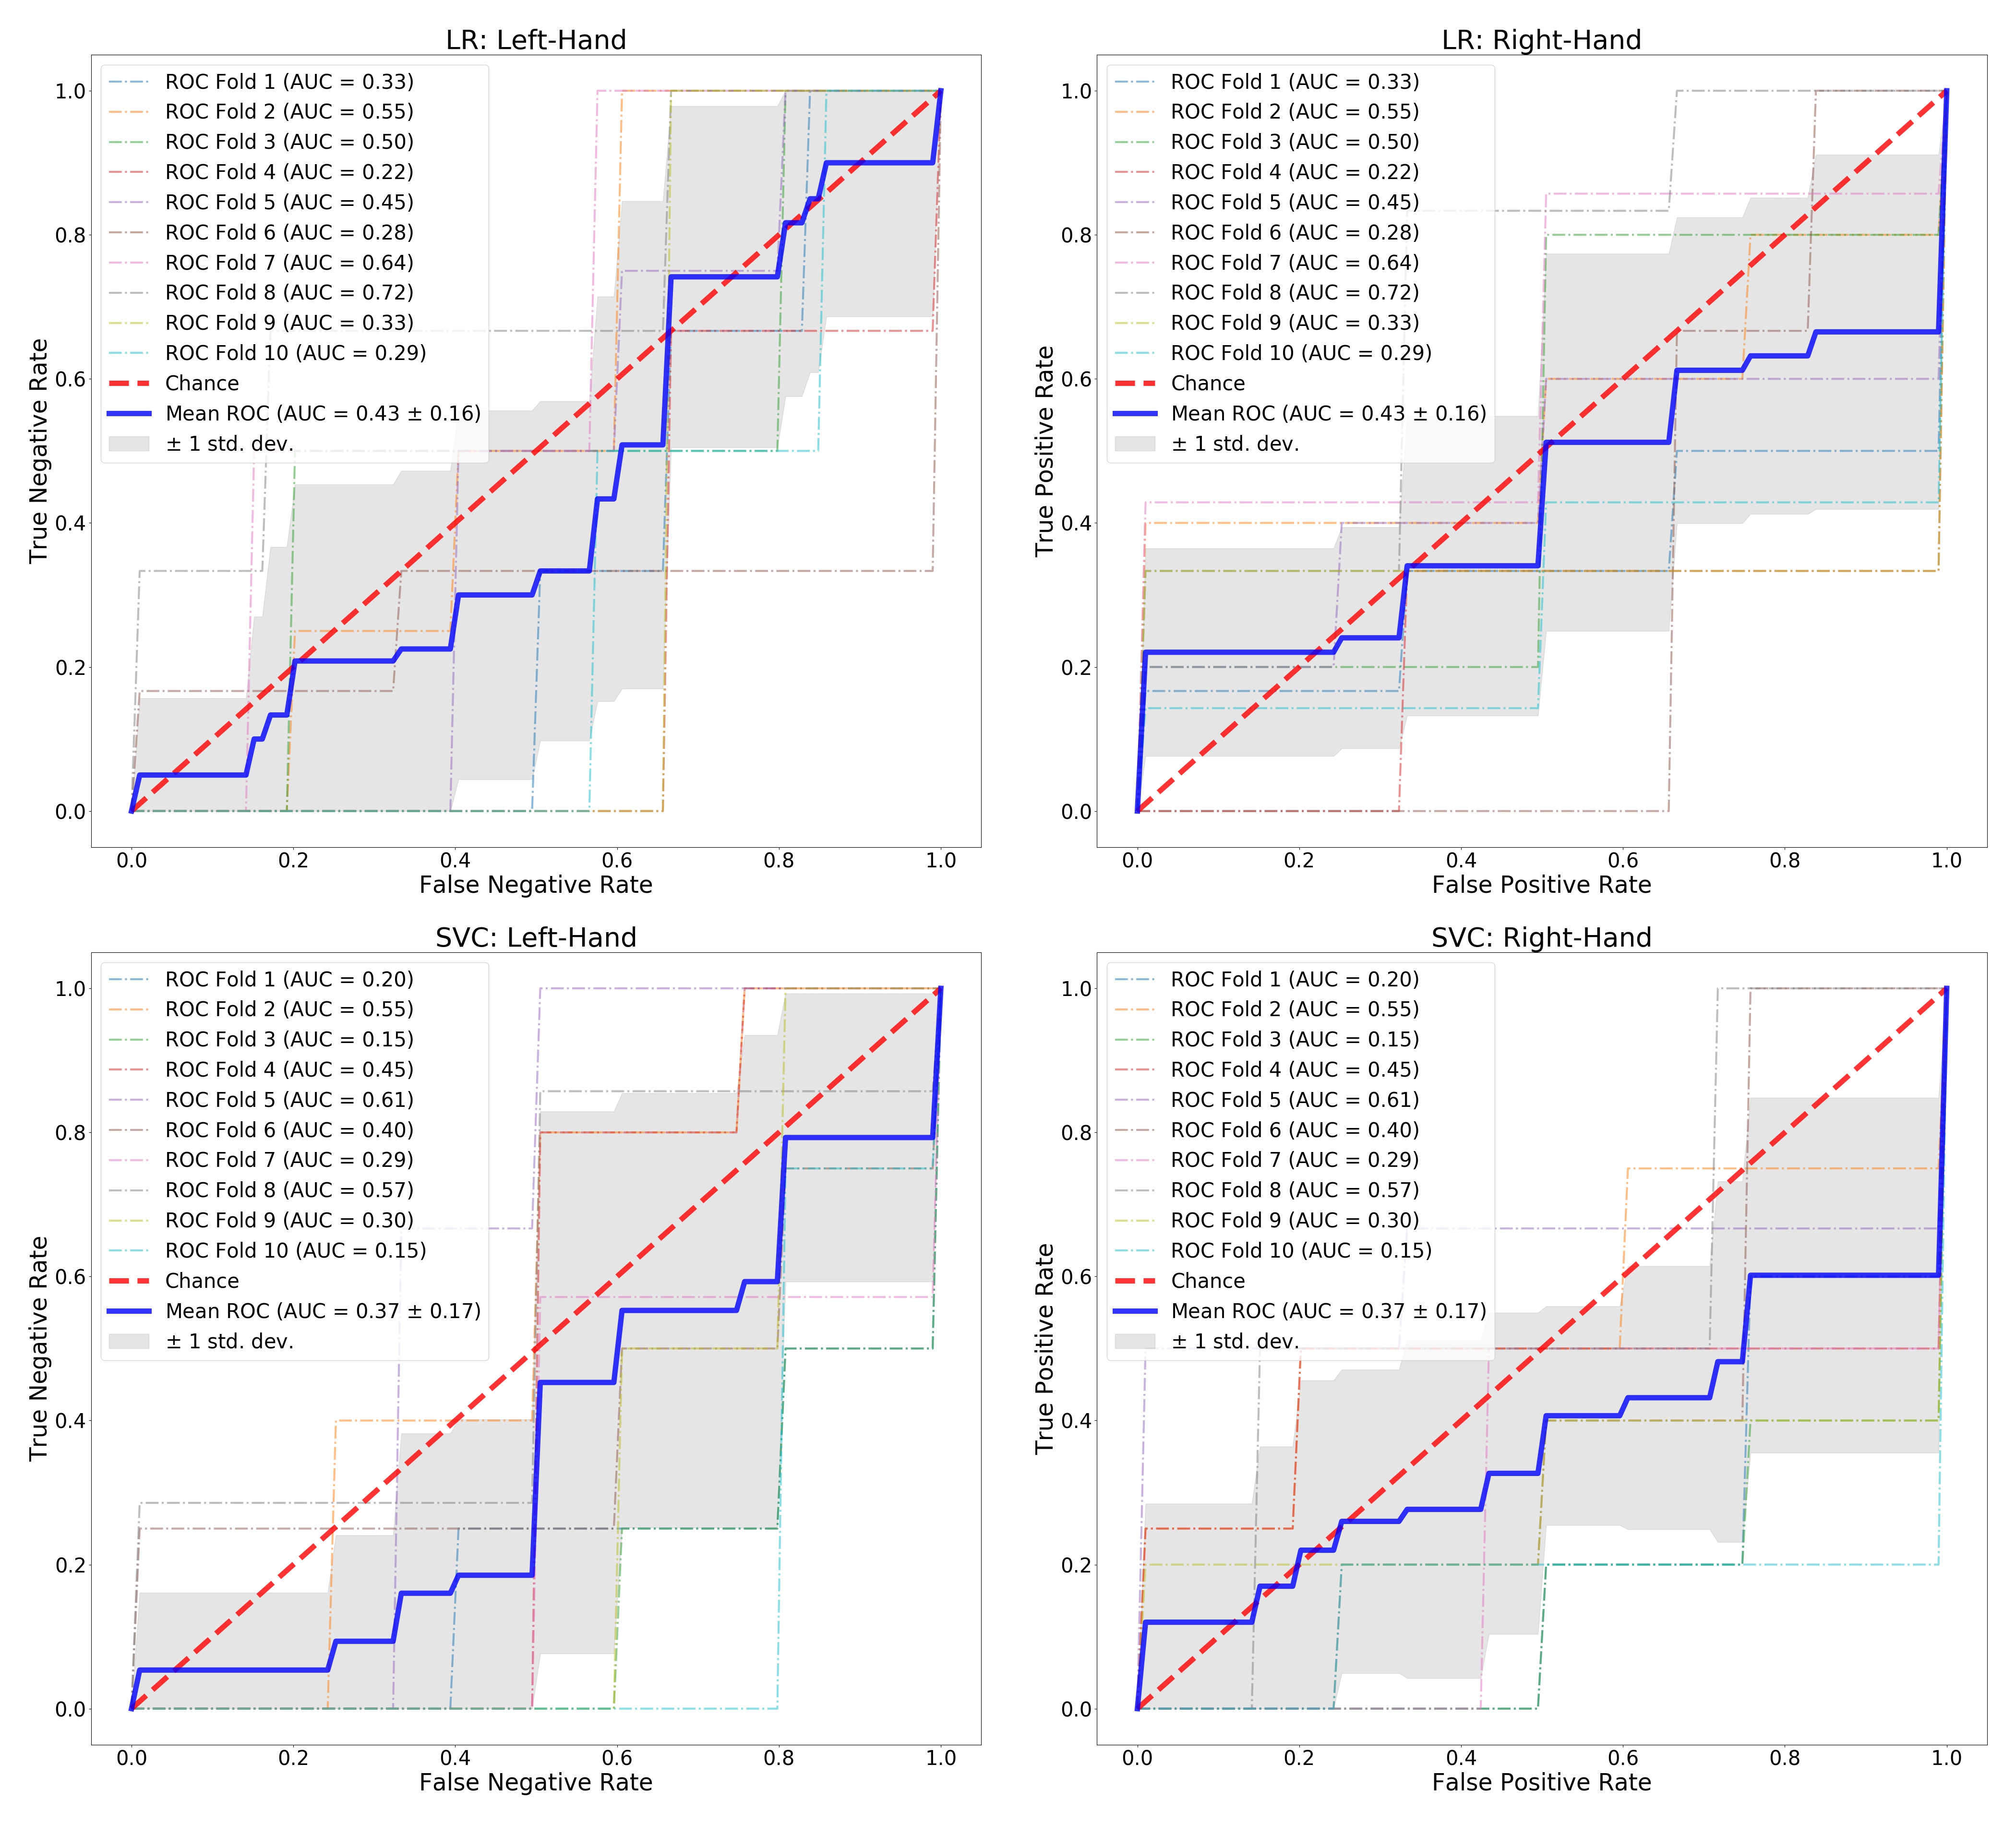 LR: Left-Hand
True Negative Rate
1.0
0.8
0.6
0.4
0.2
0.0
ROC Fold 1 (AUC = 0.33)
ROC Fold 2 (AUC = 0.55)
ROC Fold 3 (AUC = 0.50)
ROC Fold 4 (AUC = 0.22)
ROC Fold 5 (AUC = 0.45)
ROC Fold 6 (AUC = 0.28)
ROC Fold 7 (AUC = 0.64)
ROC Fold 8 (AUC = 0.72)
ROC Fold 9 (AUC = 0.33)
ROC Fold 10 (AUC = 0.29)
Chance
Mean ROC (AUC = 0.43 ± 0.16)
± 1 std. dev.
0.0 0.2 0.4 0.6 0.8 1.0
False Negative Rate
LR: Right-Hand
True Positive Rate
1.0
0.8
0.6
0.4
0.2
0.0
ROC Fold 1 (AUC = 0.33)
ROC Fold 2 (AUC = 0.55)
ROC Fold 3 (AUC = 0.50)
ROC Fold 4 (AUC = 0.22)
ROC Fold 5 (AUC = 0.45)
ROC Fold 6 (AUC = 0.28)
ROC Fold 7 (AUC = 0.64)
ROC Fold 8 (AUC = 0.72)
ROC Fold 9 (AUC = 0.33)
ROC Fold 10 (AUC = 0.29)
Chance
Mean ROC (AUC = 0.43 ± 0.16)
± 1 std. dev.
0.0 0.2 0.4 0.6 0.8 1.0
False Positive Rate
SVC: Left-Hand
True Negative Rate
1.0
0.8
0.6
0.4
0.2
0.0
ROC Fold 1 (AUC = 0.20)
ROC Fold 2 (AUC = 0.55)
ROC Fold 3 (AUC = 0.15)
ROC Fold 4 (AUC = 0.45)
ROC Fold 5 (AUC = 0.61)
ROC Fold 6 (AUC = 0.40)
ROC Fold 7 (AUC = 0.29)
ROC Fold 8 (AUC = 0.57)
ROC Fold 9 (AUC = 0.30)
ROC Fold 10 (AUC = 0.15)
Chance
Mean ROC (AUC = 0.37 ± 0.17)
± 1 std. dev.
0.0 0.2 0.4 0.6 0.8 1.0
False Negative Rate
SVC: Right-Hand
True Positive Rate
1.0
0.8
0.6
0.4
0.2
0.0
ROC Fold 1 (AUC = 0.20)
ROC Fold 2 (AUC = 0.55)
ROC Fold 3 (AUC = 0.15)
ROC Fold 4 (AUC = 0.45)
ROC Fold 5 (AUC = 0.61)
ROC Fold 6 (AUC = 0.40)
ROC Fold 7 (AUC = 0.29)
ROC Fold 8 (AUC = 0.57)
ROC Fold 9 (AUC = 0.30)
ROC Fold 10 (AUC = 0.15)
Chance
Mean ROC (AUC = 0.37 ± 0.17)
± 1 std. dev.
0.0 0.2 0.4 0.6 0.8 1.0
False Positive Rate